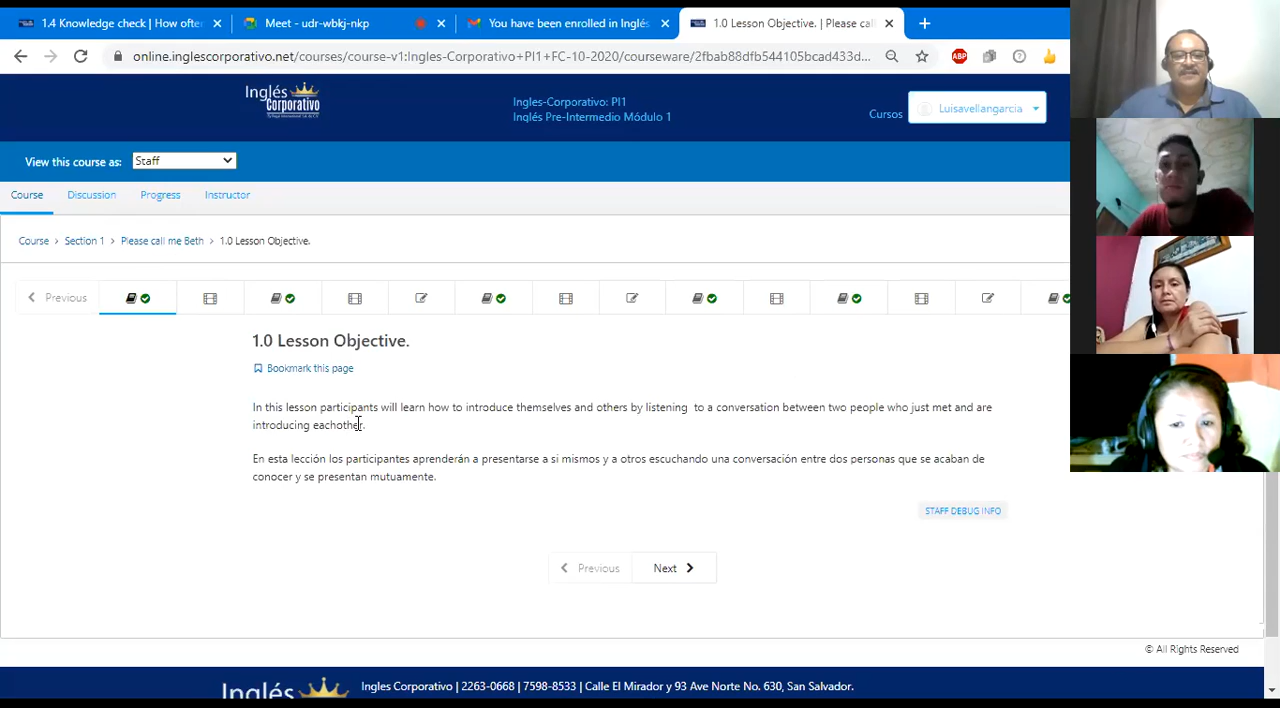 1.4 Knowledge check | How ofter
Meet - udr-wbkj-nkp
You have been enrolled in Inglés
1.0 Lesson Objective. | Please cal
online.inglescorporativo.net/courses/course-v1:Ingles-Corporativo+PI1+FC-10-2020/courseware/2fbab88dfb544105bcad433d...
ABP
Inglés
Corporativo
Ingles-Corporativo: PI1
Inglés Pre-Intermedio Módulo 1
Cursos
Luisavellangarcia
View this course as:
Staff
Course
Discussion
Progress
Instructor
Course > Section 1 > Please call me Beth > 1.0 Lesson Objective.
Previous
1.0 Lesson Objective.
Bookmark this page
In this lesson participants will learn how to introduce themselves and others by listening to a conversation between two people who just met and are
introducing eachother.
En esta lección los participantes aprenderán a presentarse a si mismos y a otros escuchando una conversación entre dos personas que se acaban de
conocer y se presentan mutuamente.
STAFF DEBUG INFO
Previous
Next
© All Rights Reserved
Inglés
Ingles Corporativo | 2263-0668 | 7598-8533 | Calle El Mirador y 93 Ave Norte No. 630, San Salvador.